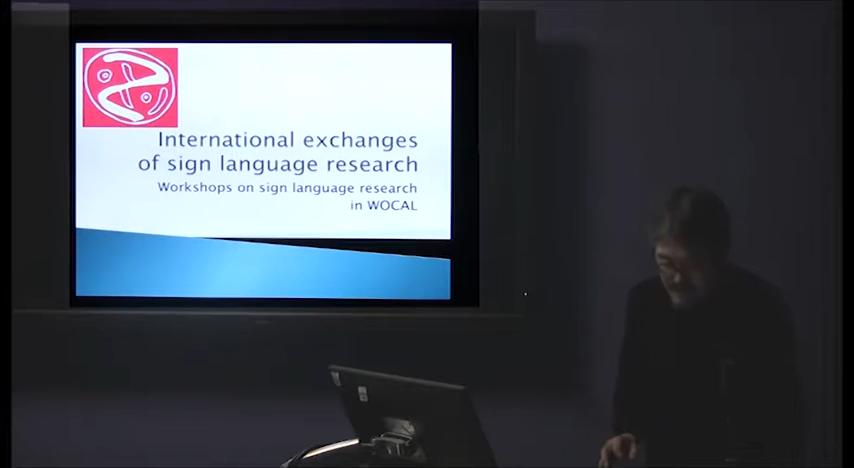 International exchanges
of sign language research
Workshops on sign language research
in WOCAL